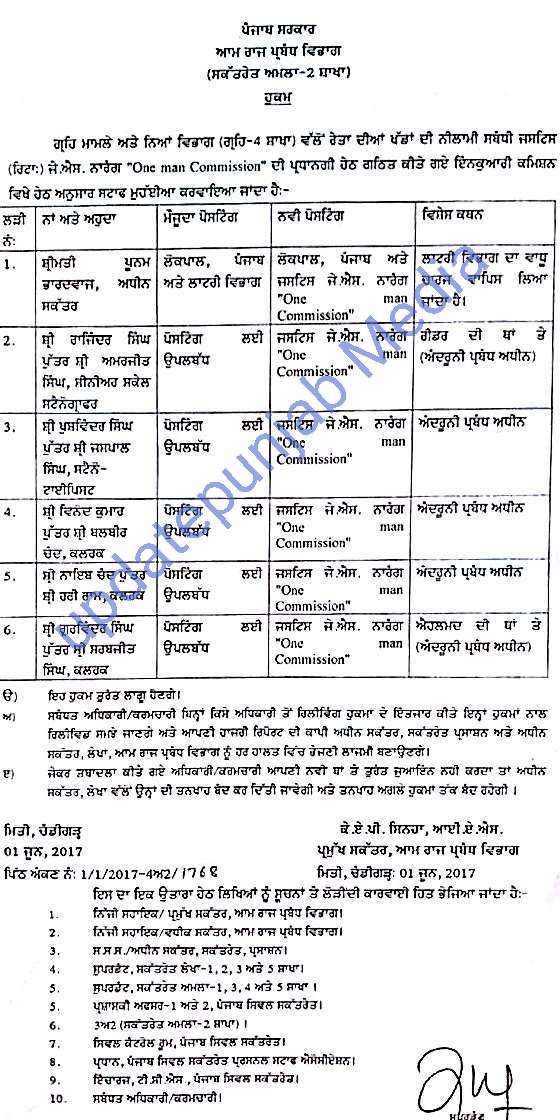 ਪੰਜਾਬ ਸਰਕਾਰ
ਆਮ ਰਾਜ ਪ੍ਰਬੰਧ ਵਿਭਾਗ
(ਸਕੱਤਰੇਤ ਅਮਲਾ-2 ਸ਼ਾਖਾ)
ਹੁਕਮ
ਗ੍ਰਹਿ ਮਾਮਲੇ ਅਤੇ ਨਿਆਂ ਵਿਭਾਗ (ਗ੍ਰਹਿ-4 ਸ਼ਾਖਾ) ਵੱਲੋਂ ਰੇਤਾ ਦੀਆਂ ਖੱਡਾਂ ਦੀ ਨੀਲਾਮੀ ਸਬੰਧੀ ਜਸਟਿਸ
(ਰਿਟਾ:) ਜੇ.ਐਸ. ਨਾਰੰਗ "One man Commission" ਦੀ ਪ੍ਰਧਾਨਗੀ ਹੇਠ ਗਠਿਤ ਕੀਤੇ ਗਏ ਇੰਨਕੁਆਰੀ ਕਮਿਸ਼ਨ
ਵਿਖੇ ਹੇਠ ਅਨੁਸਾਰ ਸਟਾਫ ਮੁਹੱਈਆ ਕਰਵਾਇਆ ਜਾਂਦਾ ਹੈ:-
ਲੜੀ ਨੰ: ਨਾਂ ਅਤੇ ਅਹੁਦਾ ਮੌਜੂਦਾ ਪੋਸਟਿੰਗ ਨਵੀ ਪੋਸਟਿੰਗ ਵਿਸ਼ੇਸ ਕਥਨ
1. ਸ਼੍ਰੀਮਤੀ ਪੂਨਮ ਲੋਕਪਾਲ, ਪੰਜਾਬ ਲੋਕਪਾਲ, ਪੰਜਾਬ ਅਤੇ ਲਾਟਰੀ ਵਿਭਾਗ ਦਾ ਵਾਧੂ
ਭਾਰਦਵਾਜ, ਅਧੀਨ ਅਤੇ ਲਾਟਰੀ ਵਿਭਾਗ ਜਸਟਿਸ ਜੇ.ਐਸ. ਨਾਰੰਗ ਚਾਰਜ ਵਾਪਿਸ ਲਿਆ
ਸਕੱਤਰ "One man ਜਾਂਦਾ ਹੈ।
Commission"
2. ਸ਼੍ਰੀ ਰਾਜਿੰਦਰ ਸਿੰਘ ਪੋਸਟਿੰਗ ਲਈ ਜਸਟਿਸ ਜੇ.ਐਸ. ਨਾਰੰਗ ਰੀਡਰ ਦੀ ਥਾਂ ਤੇ
ਪੁੱਤਰ ਸ਼੍ਰੀ ਅਮਰਜੀਤ ਉਪਲਬੱਧ "One man (ਅੰਦਰੂਨੀ ਪ੍ਰਬੰਧ ਅਧੀਨ)
ਸਿੰਘ, ਸੀਨੀਅਰ ਸਕੇਲ Commission"
ਸਟੈਨੋਗ੍ਰਾਫਰ
3. ਸ਼੍ਰੀ ਖੁਸ਼ਵਿੰਦਰ ਸਿੰਘ ਪੋਸਟਿੰਗ ਲਈ ਜਸਟਿਸ ਜੇ.ਐਸ. ਨਾਰੰਗ ਅੰਦਰੂਨੀ ਪ੍ਰਬੰਧ ਅਧੀਨ
ਪੁੱਤਰ ਸ਼੍ਰੀ ਜਸਪਾਲ ਉਪਲਬੱਧ "One man
ਸਿੰਘ, ਸਟੈਨੋ- Commission"
ਟਾਈਪਿਸਟ
4. ਸ਼੍ਰੀ ਵਿਨੋਦ ਕੁਮਾਰ ਪੋਸਟਿੰਗ ਲਈ ਜਸਟਿਸ ਜੇ.ਐਸ. ਨਾਰੰਗ ਅੰਦਰੂਨੀ ਪ੍ਰਬੰਧ ਅਧੀਨ
ਪੁੱਤਰ ਸ਼੍ਰੀ ਬਲਬੀਰ ਉਪਲਬੱਧ "One man
ਚੰਦ, ਕਲਰਕ Commission"
5. ਸ਼੍ਰੀ ਨਾਇਬ ਚੰਦ ਪੁੱਤਰ ਪੋਸਟਿੰਗ ਲਈ ਜਸਟਿਸ ਜੇ.ਐਸ. ਨਾਰੰਗ ਅੰਦਰੂਨੀ ਪ੍ਰਬੰਧ ਅਧੀਨ
ਸ਼੍ਰੀ ਹਰੀ ਰਾਮ, ਕਲਰਕ ਉਪਲਬੱਧ "One man
Commission"
6. ਸ਼੍ਰੀ ਗੁਰਵਿੰਦਰ ਸਿੰਘ ਪੋਸਟਿੰਗ ਲਈ ਜਸਟਿਸ ਜੇ.ਐਸ. ਨਾਰੰਗ ਐਹਲਮਦ ਦੀ ਥਾਂ ਤੇ
ਪੁੱਤਰ ਸ਼੍ਰੀ ਸਰਬਜੀਤ ਉਪਲਬੱਧ "One man (ਅੰਦਰੂਨੀ ਪ੍ਰਬੰਧ ਅਧੀਨ)
ਸਿੰਘ, ਕਲਰਕ Commission"
ੳ) ਇਹ ਹੁਕਮ ਤੁਰੰਤ ਲਾਗੂ ਹੋਣਗੇ।
ਅ) ਸਬੰਧਤ ਅਧਿਕਾਰੀ/ਕਰਮਚਾਰੀ ਬਿਨ੍ਹਾਂ ਕਿਸੇ ਅਧਿਕਾਰੀ ਤੋਂ ਰਿਲੀਵਿੰਗ ਹੁਕਮਾਂ ਦੇ ਇੰਤਜਾਰ ਕੀਤੇ ਇਨ੍ਹਾਂ ਹੁਕਮਾਂ ਨਾਲ
ਰਿਲੀਵਿਡ ਸਮਝੇ ਜਾਣਗੇ ਅਤੇ ਆਪਣੀ ਹਾਜਰੀ ਰਿਪੋਰਟ ਦੀ ਕਾਪੀ ਅਧੀਨ ਸਕੱਤਰ, ਸਕੱਤਰੇਤ ਪ੍ਰਸ਼ਾਸਨ ਅਤੇ ਅਧੀਨ
ਸਕੱਤਰ, ਲੇਖਾ, ਆਮ ਰਾਜ ਪ੍ਰਬੰਧ ਵਿਭਾਗ ਨੂੰ ਹਰ ਹਾਲਤ ਵਿੱਚ ਭੇਜਣੀ ਲਾਜਮੀ ਬਣਾਉਣਗੇ।
ੲ) ਜੇਕਰ ਤਬਾਦਲਾ ਕੀਤੇ ਗਏ ਅਧਿਕਾਰੀ/ਕਰਮਚਾਰੀ ਆਪਣੀ ਨਵੀ ਥਾਂ ਤੇ ਤੁਰੰਤ ਜੁਆਇੰਨ ਨਹੀ ਕਰਦਾ ਤਾਂ ਅਧੀਨ
ਸਕੱਤਰ, ਲੇਖਾ ਵੱਲੋਂ ਉਨ੍ਹਾਂ ਦੀ ਤਨਖਾਹ ਬੰਦ ਕਰ ਦਿੱਤੀ ਜਾਵੇਗੀ ਅਤੇ ਤਨਖਾਹ ਅਗਲੇ ਹੁਕਮਾਂ ਤੱਕ ਬੰਦ ਰਹੇਗੀ ।
ਮਿਤੀ, ਚੰਡੀਗੜ੍ਹ ਕੇ.ਏ.ਪੀ. ਸਿਨਹਾ, ਆਈ.ਏ.ਐਸ.
01 ਜੂਨ, 2017 ਪ੍ਰਮੁੱਖ ਸਕੱਤਰ, ਆਮ ਰਾਜ ਪ੍ਰਬੰਧ ਵਿਭਾਗ
ਪਿੱਠ ਅੰਕਣ ਨੰ: 1/1/2017-4ਅ2/1768 ਮਿਤੀ, ਚੰਡੀਗੜ੍ਹ: 01 ਜੂਨ, 2017
ਇਸ ਦਾ ਇਕ ਉਤਾਰਾ ਹੇਠ ਲਿਖਿਆਂ ਨੂੰ ਸੂਚਨਾਂ ਤੇ ਲੋੜੀਂਦੀ ਕਾਰਵਾਈ ਹਿਤ ਭੇਜਿਆ ਜਾਂਦਾ ਹੈ:-
1. ਨਿੱਜੀ ਸਹਾਇਕ/ ਪ੍ਰਮੁੱਖ ਸਕੱਤਰ, ਆਮ ਰਾਜ ਪ੍ਰਬੰਧ ਵਿਭਾਗ।
2. ਨਿੱਜੀ ਸਹਾਇਕ/ਵਧੀਕ ਸਕੱਤਰ, ਆਮ ਰਾਜ ਪ੍ਰਬੰਧ ਵਿਭਾਗ।
3. ਸ.ਸ.ਸ./ਅਧੀਨ ਸਕੱਤਰ, ਸਕੱਤਰੇਤ, ਪ੍ਰਸ਼ਾਸਨ।
4. ਸੁਪਰਡੰਟ, ਸਕੱਤਰੇਤ ਲੇਖਾ-1, 2, 3 ਅਤੇ 5 ਸ਼ਾਖਾ।
5. ਸੁਪਰਡੰਟ, ਸਕੱਤਰੇਤ ਅਮਲਾ-1, 3, 4 ਅਤੇ 5 ਸ਼ਾਖਾ ।
5. ਪ੍ਰਸ਼ਾਸਕੀ ਅਫਸਰ-1 ਅਤੇ 2, ਪੰਜਾਬ ਸਿਵਲ ਸਕੱਤਰੇਤ।
6. 3ਅ2 (ਸਕੱਤਰੇਤ ਅਮਲਾ-2 ਸ਼ਾਖਾ) ।
7. ਸਿਵਲ ਕੰਟਰੋਲ ਰੂਮ, ਪੰਜਾਬ ਸਿਵਲ ਸਕੱਤਰੇਤ।
8. ਪ੍ਰਧਾਨ, ਪੰਜਾਬ ਸਿਵਲ ਸਕੱਤਰੇਤ ਪ੍ਰਸਨਲ ਸਟਾਫ ਐਸੋਸੀਏਸ਼ਨ।
9. ਇੰਚਾਰਜ, ਟੀ.ਸੀ.ਐਸ., ਪੰਜਾਬ ਸਿਵਲ ਸਕੱਤਰੇਤ।
10. ਸਬੰਧਤ ਅਧਿਕਾਰੀ/ਕਰਮਚਾਰੀ।
ਸੁਪਰਡੰਟ
updatepunjab Media